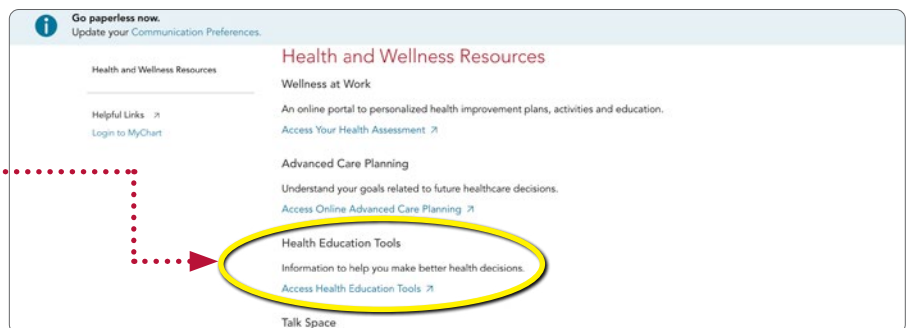 Go paperless now.
Update your Communication Preferences.
Health and Wellness Resources
Helpful Links ↗
Login to MyChart
Health and Wellness Resources
Wellness at Work
An online portal to personalized health improvement plans, activities and education.
Access Your Health Assessment ↗
Advanced Care Planning
Understand your goals related to future healthcare decisions.
Access Online Advanced Care Planning ↗
Health Education Tools
Information to help you make better health decisions.
Access Health Education Tools ↗
Talk Space